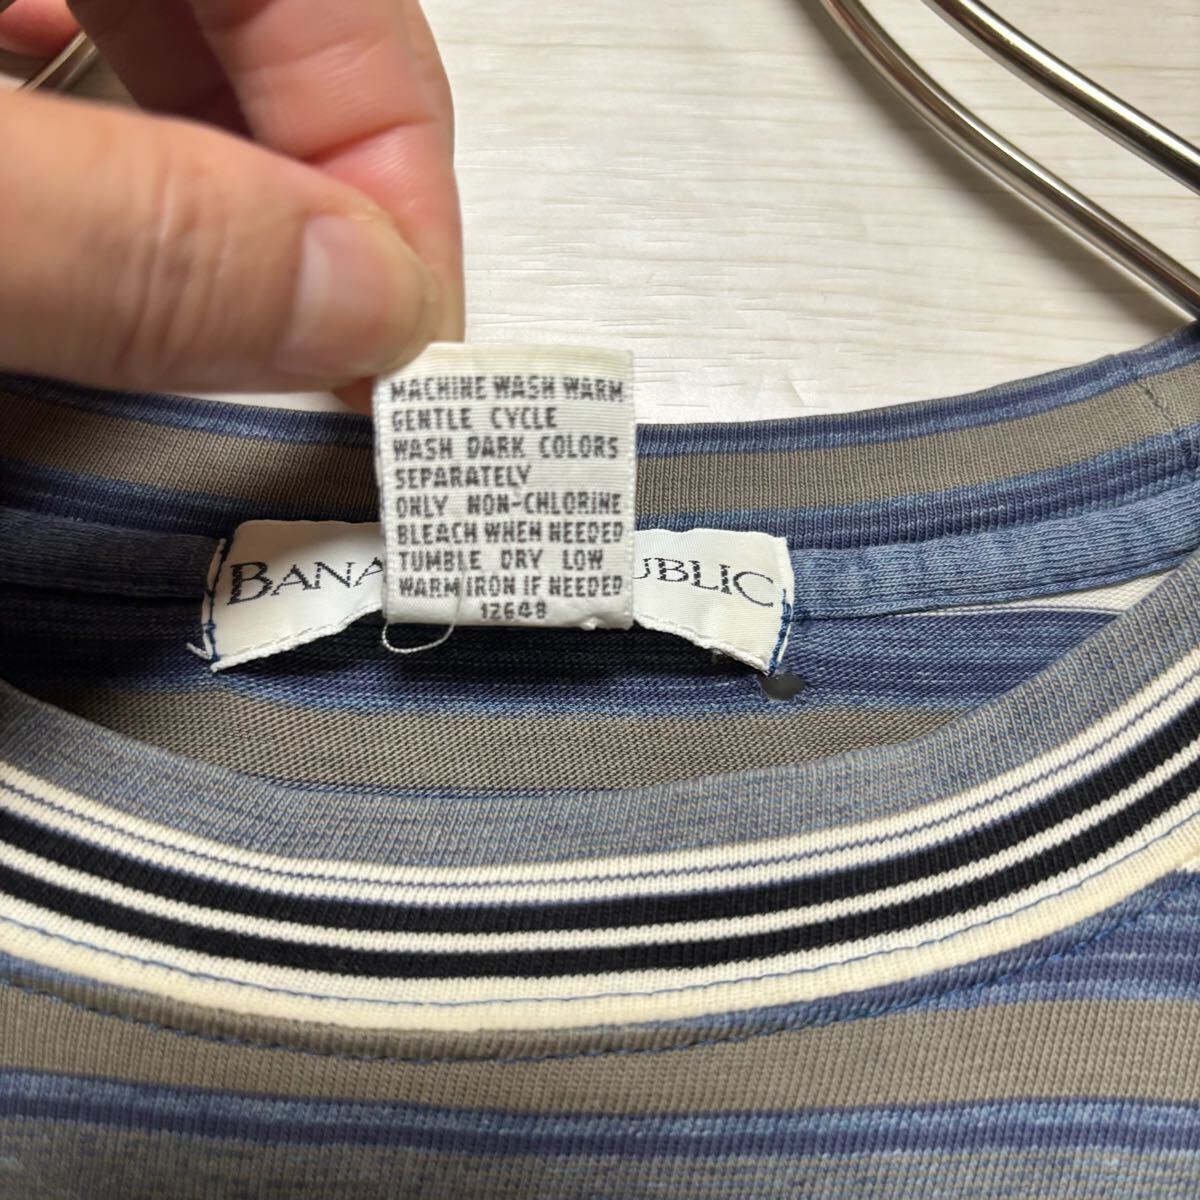 MACHINE WASH WARM
GENTLE CYCLE
WASH DARK COLORS
SEPARATELY
ONLY NON-CHLORINE
BLEACH WHEN NEEDED
TUMBLE DRY LOW
WARM IRON IF NEEDED
12648
BANA UBLIC